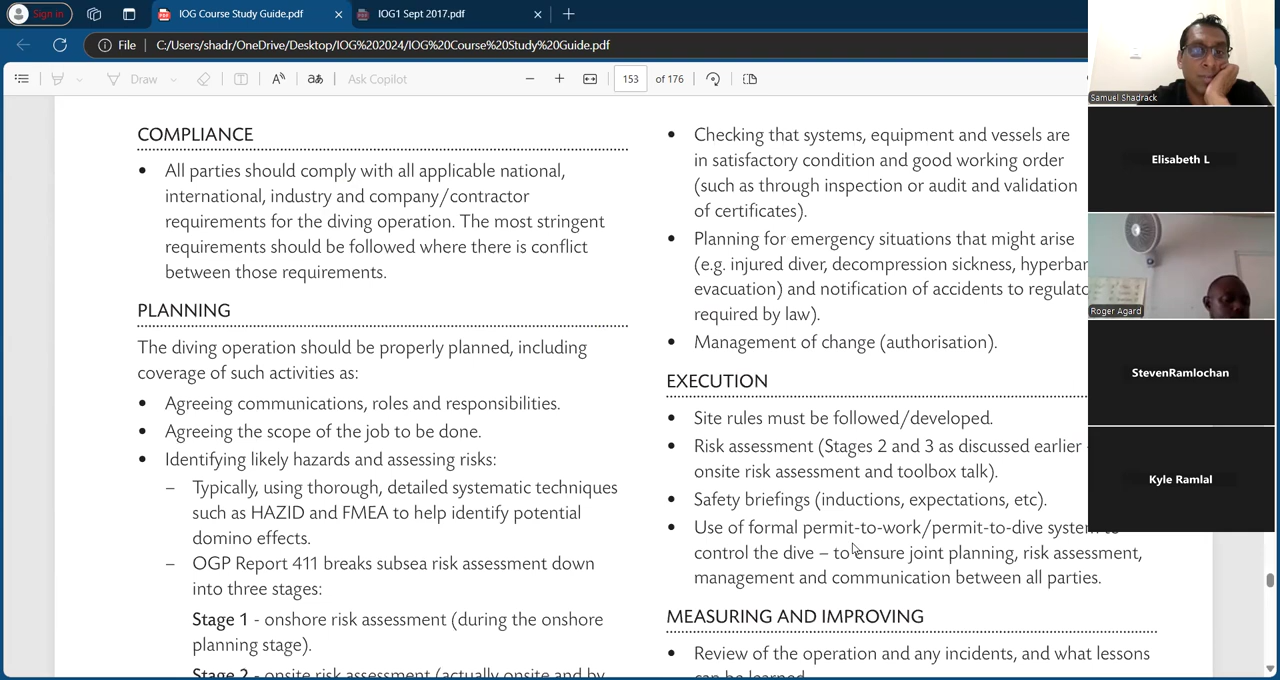 Sign in
IOG Course Study Guide.pdf
IOG1 Sept 2017.pdf
File
C:/Users/shadr/OneDrive/Desktop/IOG%202024/IOG%20Course%20Study%20Guide.pdf
Draw
Ask Copilot
153 of 176
COMPLIANCE
• All parties should comply with all applicable national,
international, industry and company/contractor
requirements for the diving operation. The most stringent
requirements should be followed where there is conflict
between those requirements.
PLANNING
The diving operation should be properly planned, including
coverage of such activities as:
• Agreeing communications, roles and responsibilities.
• Agreeing the scope of the job to be done.
• Identifying likely hazards and assessing risks:
– Typically, using thorough, detailed systematic techniques
such as HAZID and FMEA to help identify potential
domino effects.
– OGP Report 411 breaks subsea risk assessment down
into three stages:
Stage 1 - onshore risk assessment (during the onshore
planning stage).
Stage 2 - onsite risk assessment (actually onsite and by
• Checking that systems, equipment and vessels are
in satisfactory condition and good working order
(such as through inspection or audit and validation
of certificates).
• Planning for emergency situations that might arise
(e.g. injured diver, decompression sickness,
evacuation) and notification of accidents to
required by law).
• Management of change (authorisation).
EXECUTION
• Site rules must be followed/developed.
• Risk assessment (Stages 2 and 3 as discussed earlier
onsite risk assessment and toolbox talk).
• Safety briefings (inductions, expectations, etc).
• Use of formal permit-to-work/permit-to-dive system to
control the dive – to ensure joint planning, risk assessment,
management and communication between all parties.
MEASURING AND IMPROVING
• Review of the operation and any incidents, and what lessons
can be learned
Samuel Shadrack
Elisabeth L
Roger Agard
StevenRamlochan
Kyle Ramlal